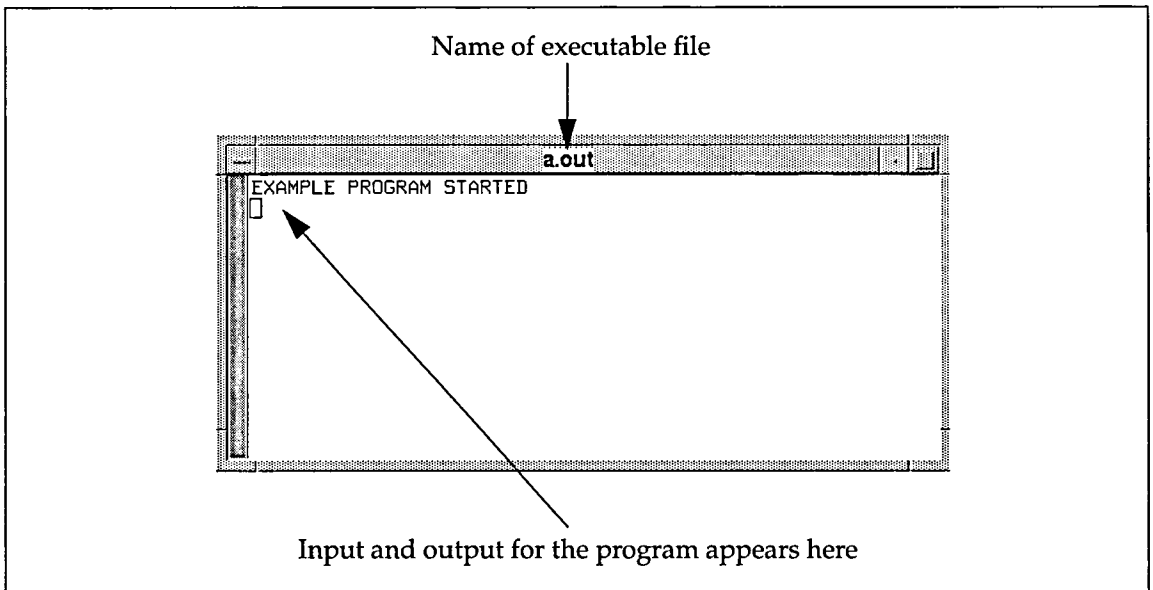 Name of executable file
a.out
EXAMPLE PROGRAM STARTED
Input and output for the program appears here